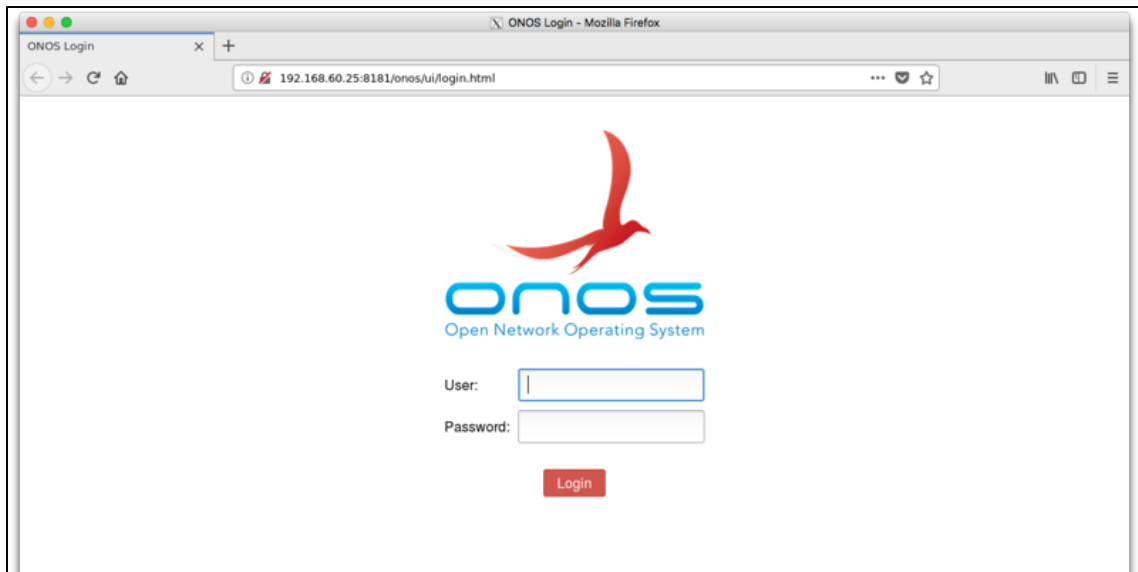 ONOS Login - Mozilla Firefox
ONOS Login
192.168.60.25:8181/onos/ui/login.html
onos
Open Network Operating System
User:
Password:
Login